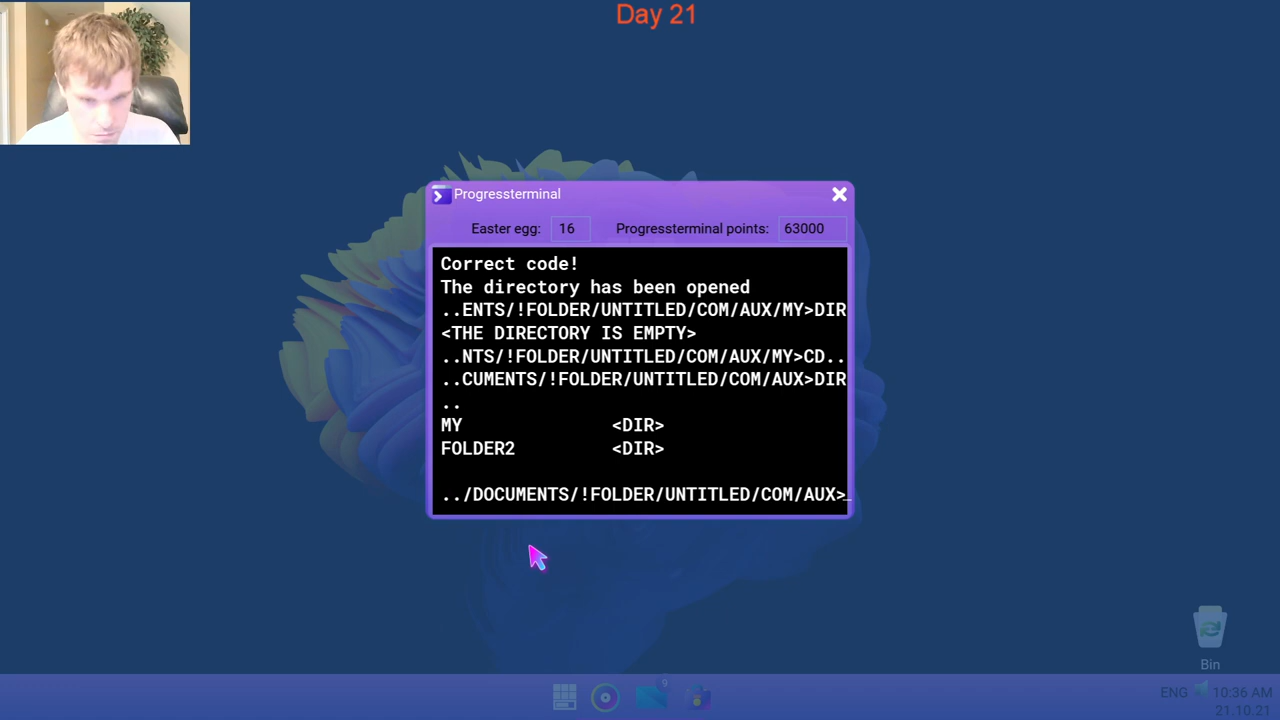 Day 21
Progressterminal
Easter egg: 16 Progressterminal points: 63000
Correct code!
The directory has been opened
..ENTS/!FOLDER/UNTITLED/COM/AUX/MY>DIR
<THE DIRECTORY IS EMPTY>
..NTS/!FOLDER/UNTITLED/COM/AUX/MY>CD..
..CUMENTS/!FOLDER/UNTITLED/COM/AUX>DIR
..
MY <DIR>
FOLDER2 <DIR>
../DOCUMENTS/!FOLDER/UNTITLED/COM/AUX>_
Bin
9
ENG 10:36 AM
21.10.21